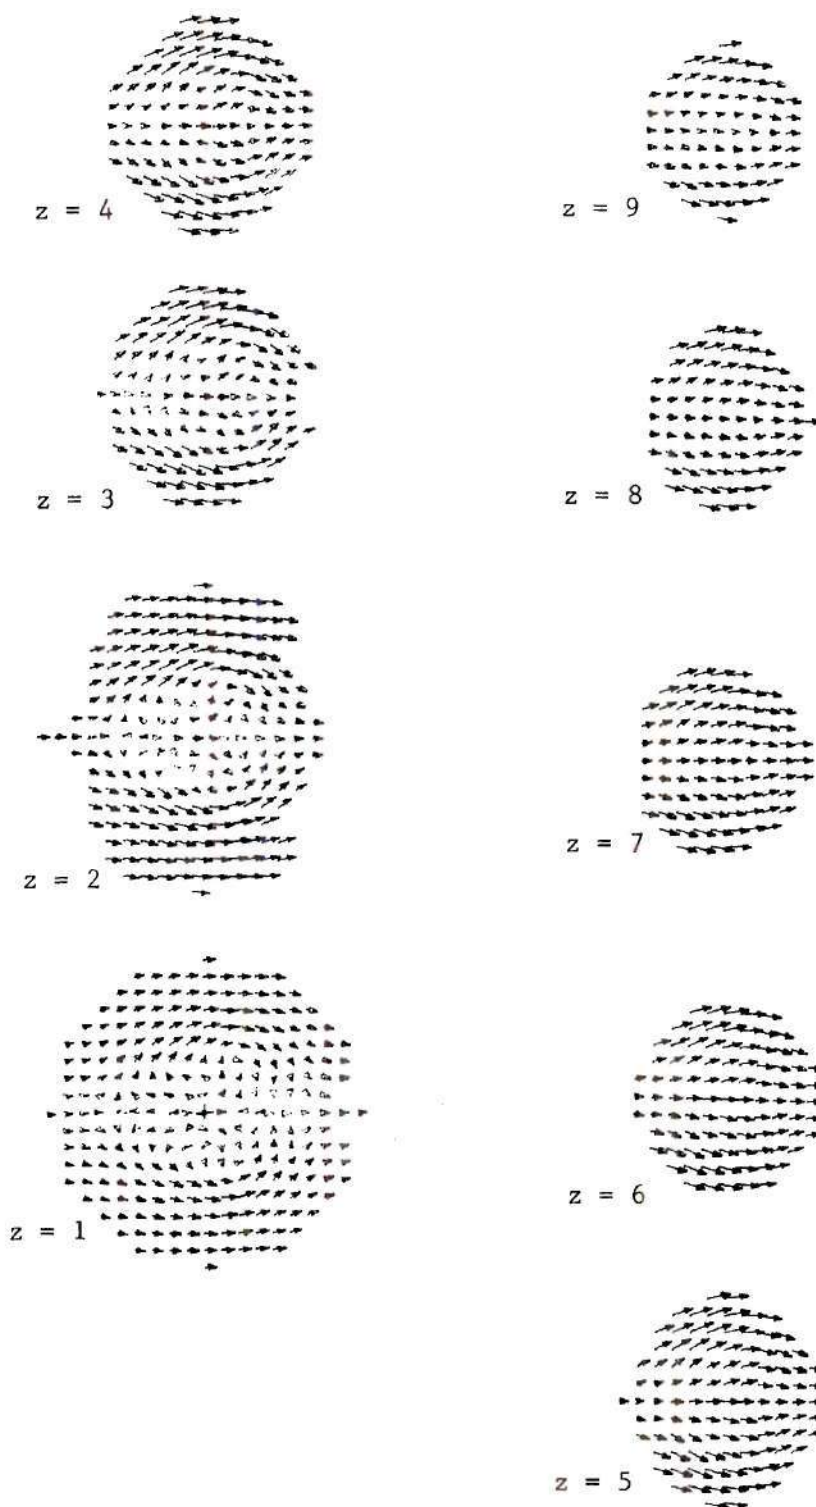 z = 4
z = 9
z = 3
z = 8
z = 2
z = 7
z = 1
z = 6
z = 5